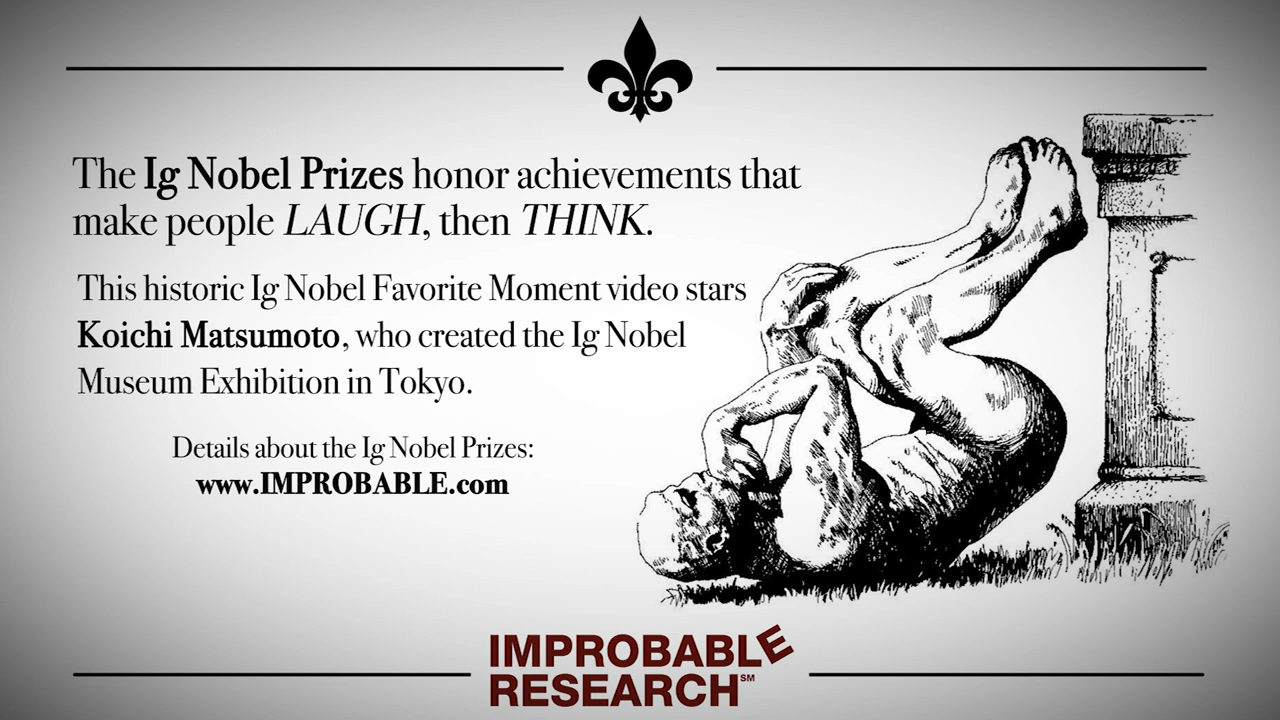 The Ig Nobel Prizes honor achievements that
make people LAUGH, then THINK.
This historic Ig Nobel Favorite Moment video stars
Koichi Matsumoto, who created the Ig Nobel
Museum Exhibition in Tokyo.
Details about the Ig Nobel Prizes:
www.IMPROBABLE.com
IMPROBABLE
RESEARCH℠